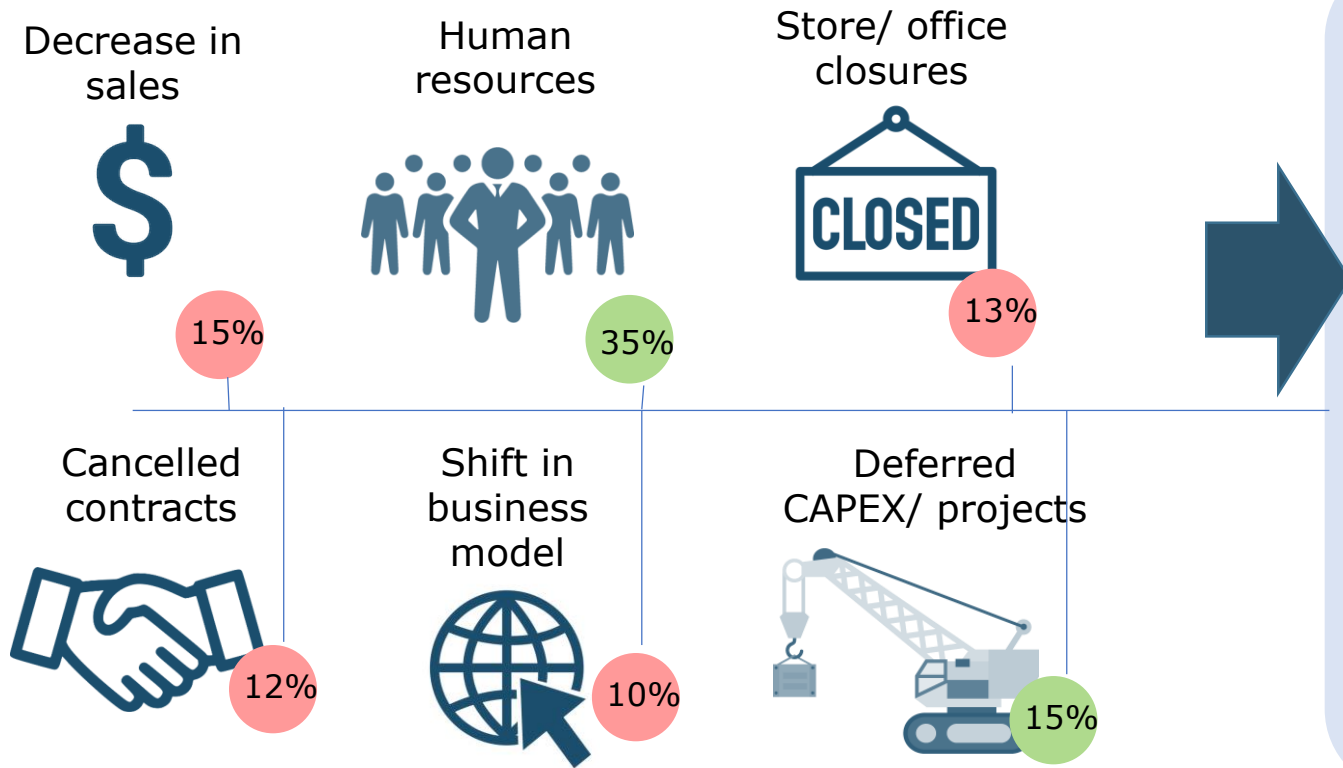 Decrease in
sales
15%
Human
resources
35%
Store/ office
closures
CLOSED
13%
Cancelled
contracts
12%
Shift in
business
model
10%
Deferred
CAPEX/ projects
15%